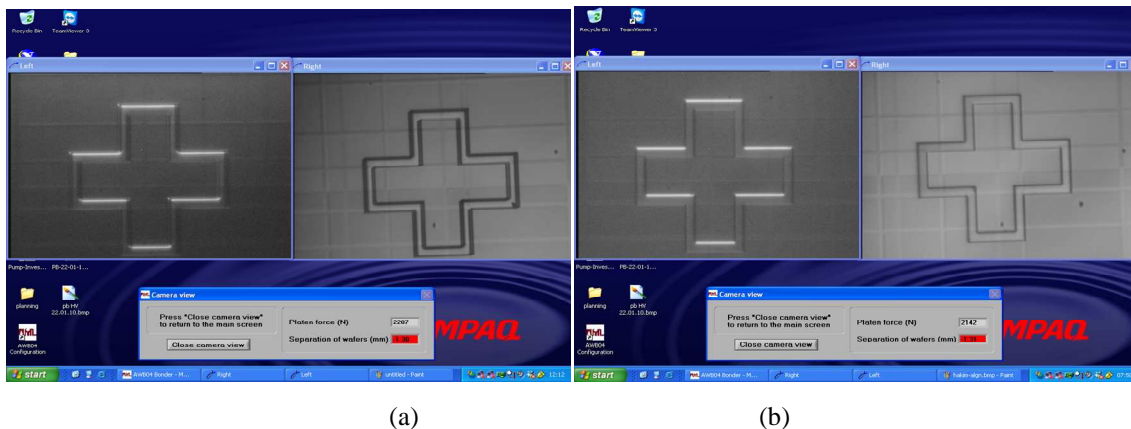 Recycle Bin
TeamViewer 3
Left
Right
Pump-Inves...
PB-22-01-1...
planning
pb HV
22.01.10.bmp
AWB04
Configuration
Camera view
Press "Close camera view"
to return to the main screen
Close camera view
Platen force (N)
2207
Separation of wafers (mm)
MPAQ
start
AWB04 Bonder - M...
Right
Left
untitled - Paint
12:12
(a)
Recycle Bin
TeamViewer 3
Left
Right
Pump-Inves...
PB-22-01-1...
planning
pb HV
22.01.10.bmp
AWB04
Configuration
Camera view
Press "Close camera view"
to return to the main screen
Close camera view
Platen force (N)
2142
Separation of wafers (mm)
MPAQ
start
AWB04 Bonder - M...
Right
Left
(b)